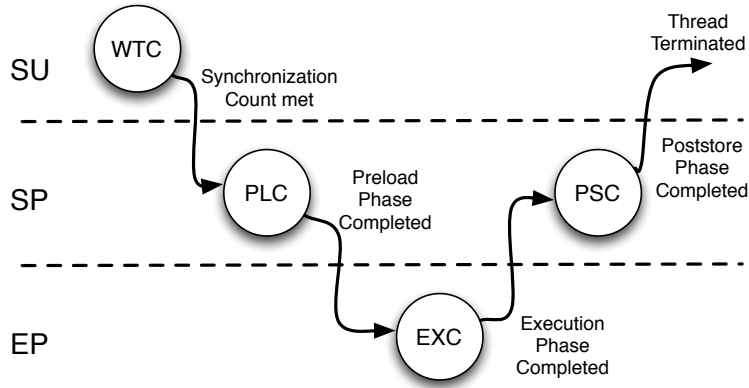 Thread
Terminated
SU
WTC
Synchronization
Count met
SP
PLC
Preload
Phase
Completed
PSC
Poststore
Phase
Completed
EP
EXC
Execution
Phase
Completed